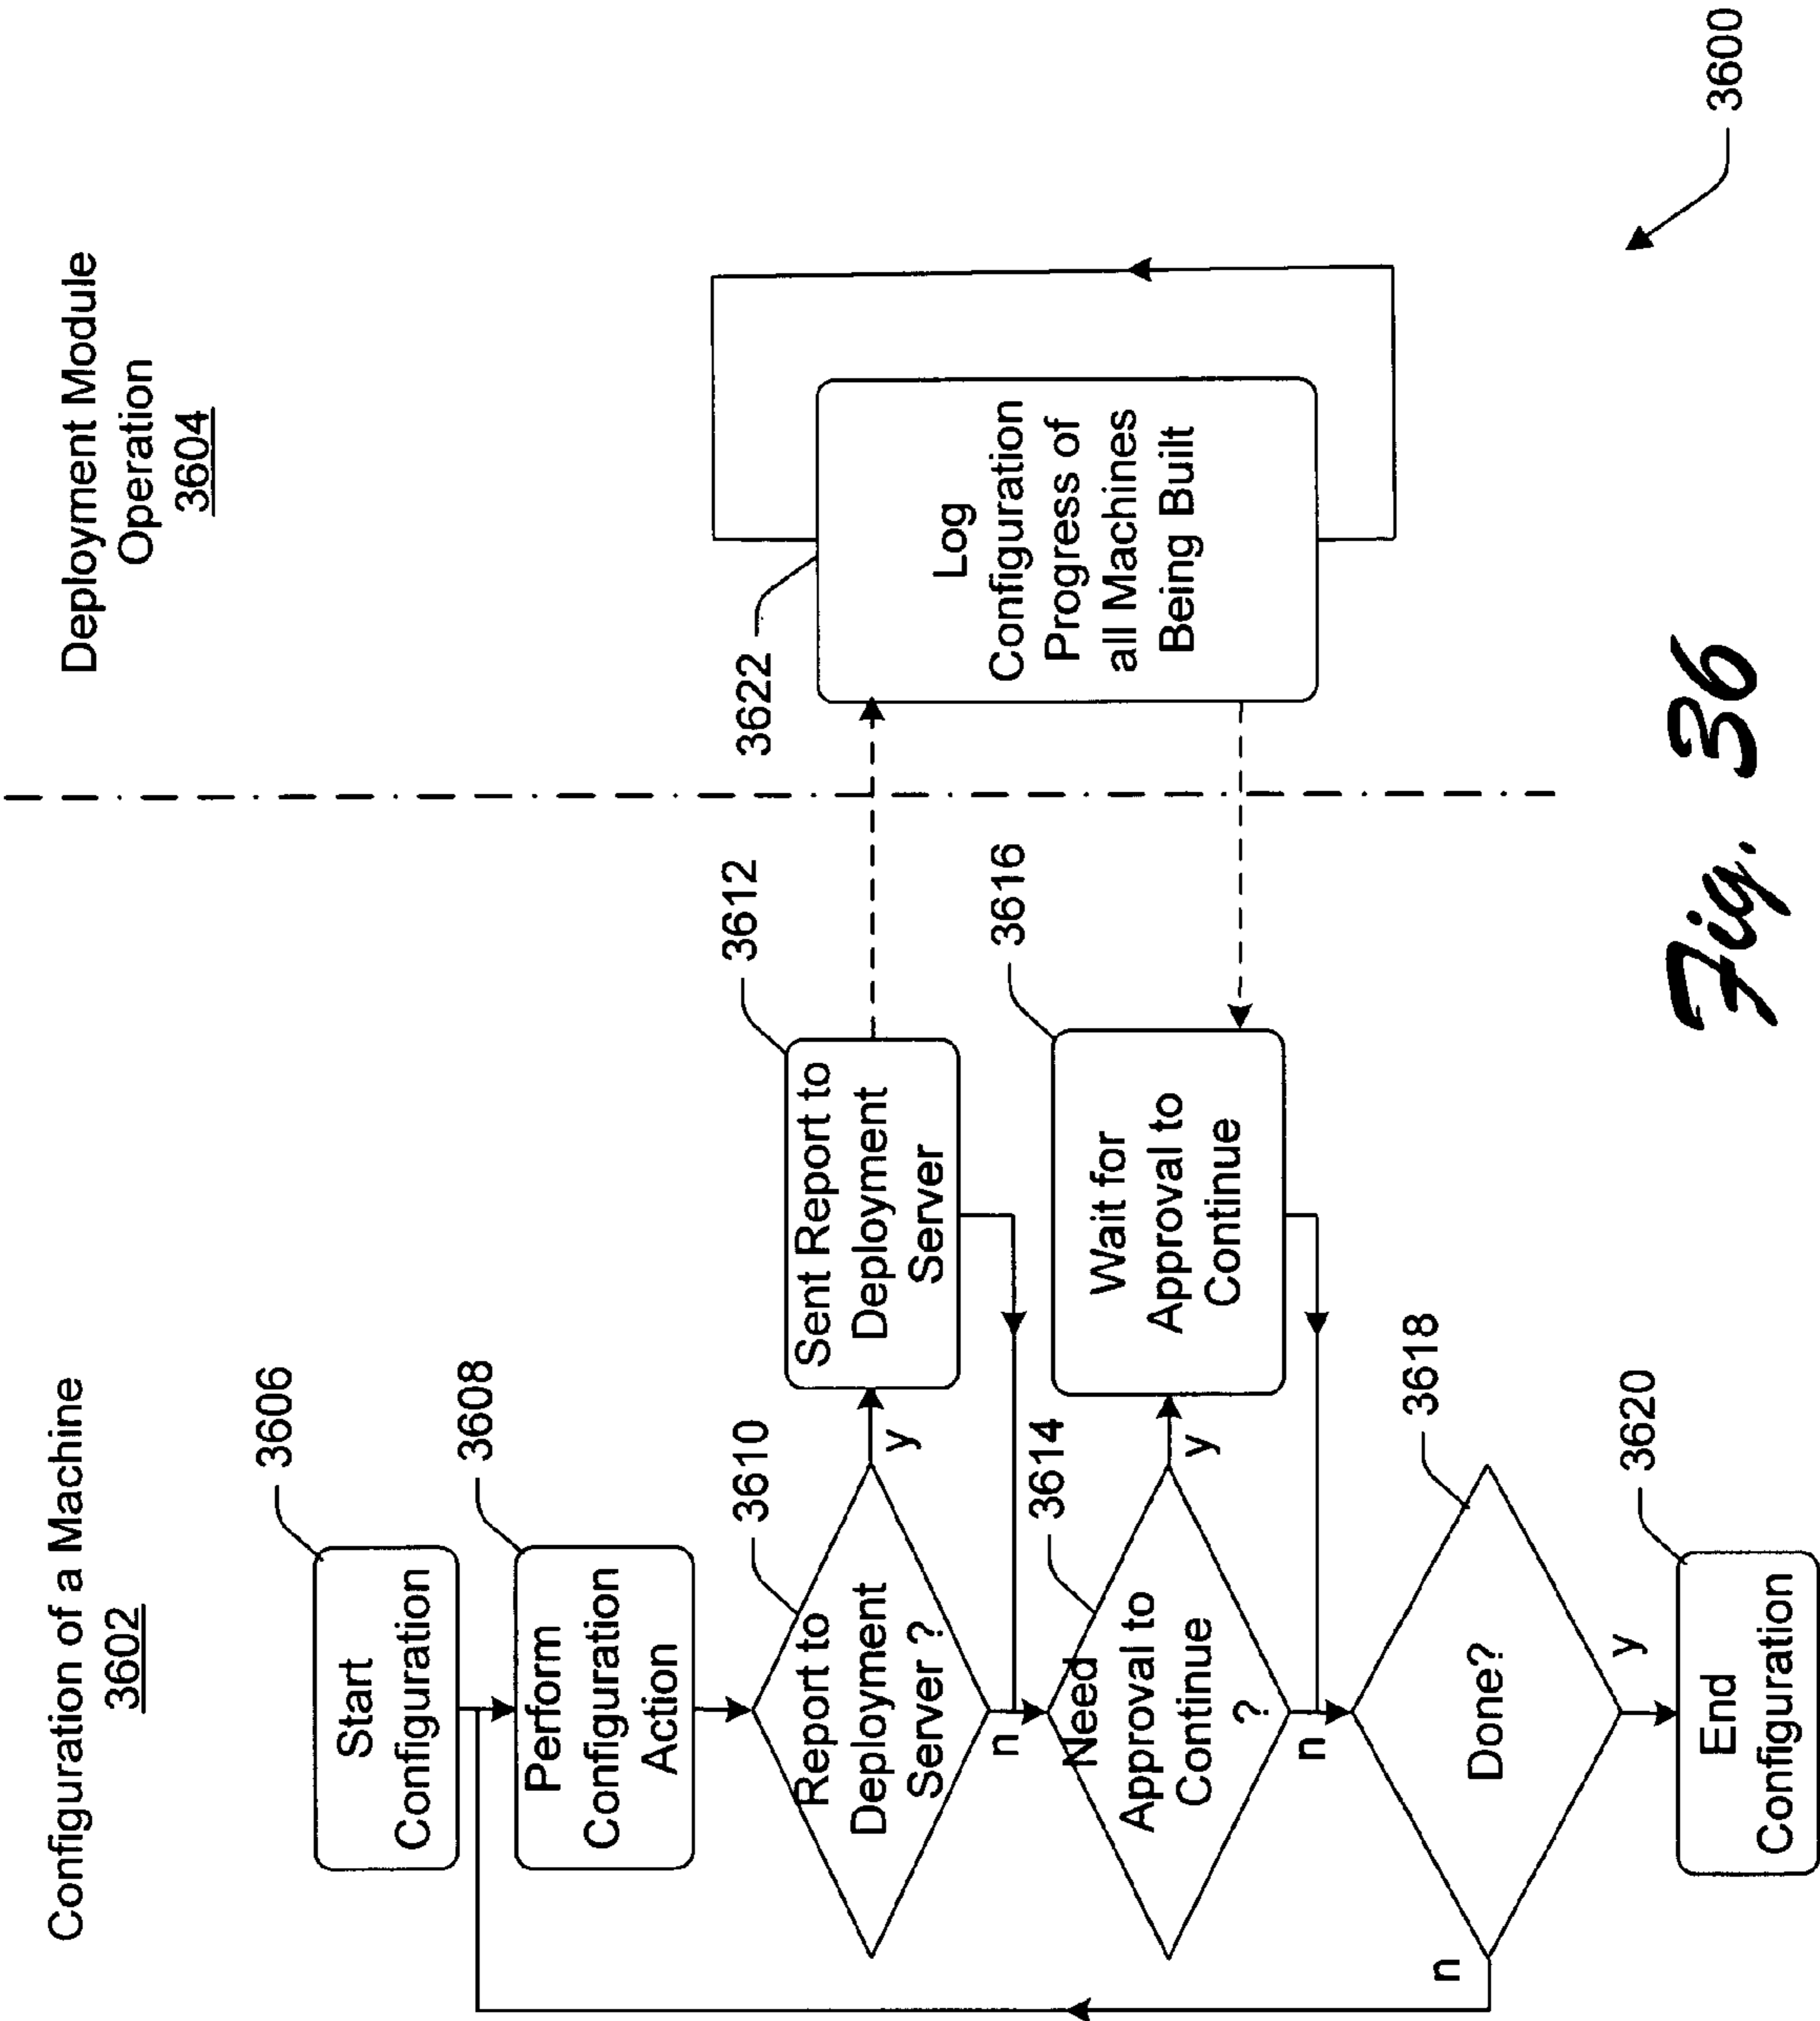 Configuration of a Machine
3602
Deployment Module
Operation
3604
Start
Configuration
3606
Perform
Configuration
Action
3608
Report to
Deployment
Server ?
3610
y
n
Sent Report to
Deployment
Server
3612
Need
Approval to
Continue
?
3614
y
n
Wait for
Approval to
Continue
3616
Done?
3618
n
y
End
Configuration
3620
Log
Configuration
Progress of
all Machines
Being Built
3622
3600
Fig. 36